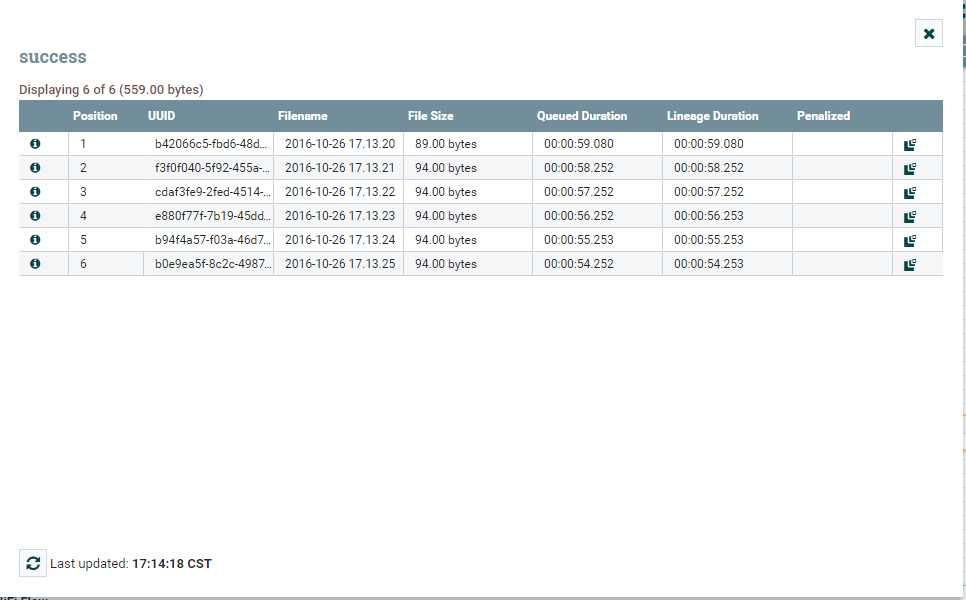 success
Displaying 6 of 6 (559.00 bytes)
Position UUID Filename File Size Queued Duration Lineage Duration Penalized
1 b42066c5-fbd6-48d... 2016-10-26 17.13.20 89.00 bytes 00:00:59.080 00:00:59.080
2 f3f0f040-5f92-455a-... 2016-10-26 17.13.21 94.00 bytes 00:00:58.252 00:00:58.252
3 cdaf3fe9-2fed-4514-... 2016-10-26 17.13.22 94.00 bytes 00:00:57.252 00:00:57.252
4 e880f77f-7b19-45dd... 2016-10-26 17.13.23 94.00 bytes 00:00:56.252 00:00:56.253
5 b94f4a57-f03a-46d7... 2016-10-26 17.13.24 94.00 bytes 00:00:55.253 00:00:55.253
6 b0e9ea5f-8c2c-4987... 2016-10-26 17.13.25 94.00 bytes 00:00:54.252 00:00:54.253
Last updated: 17:14:18 CST